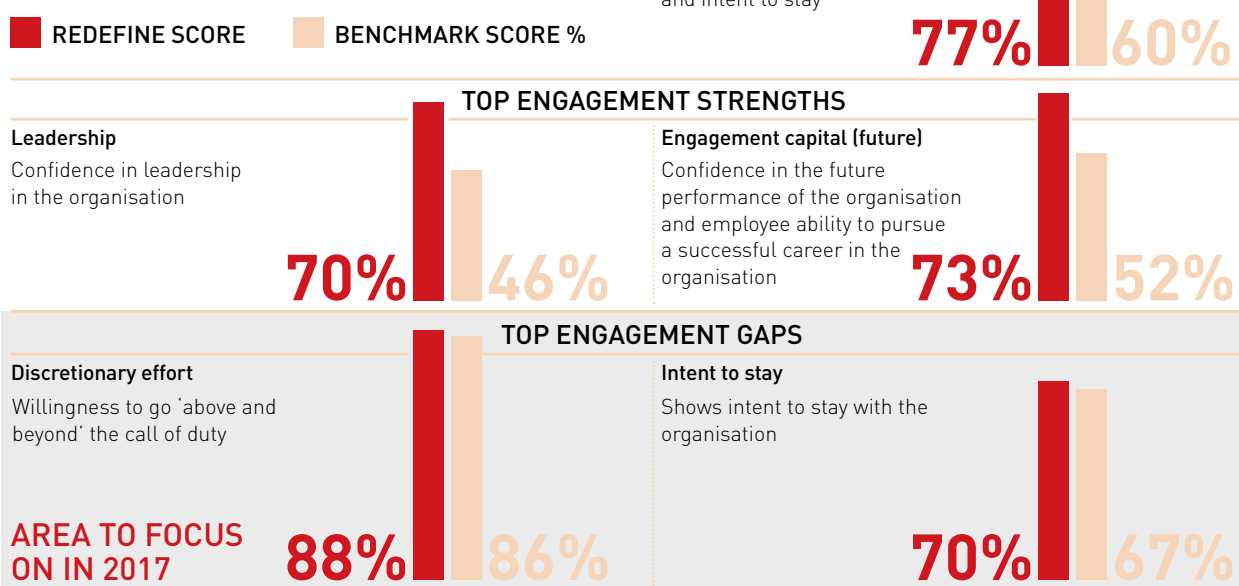 and intent to stay
REDEFINE SCORE
BENCHMARK SCORE %
77%
60%
TOP ENGAGEMENT STRENGTHS
Leadership
Confidence in leadership
in the organisation
70%
46%
Engagement capital (future)
Confidence in the future
performance of the organisation
and employee ability to pursue
a successful career in the
organisation
73%
52%
TOP ENGAGEMENT GAPS
Discretionary effort
Willingness to go ‘above and
beyond’ the call of duty
AREA TO FOCUS
ON IN 2017
88%
86%
Intent to stay
Shows intent to stay with the
organisation
70%
67%